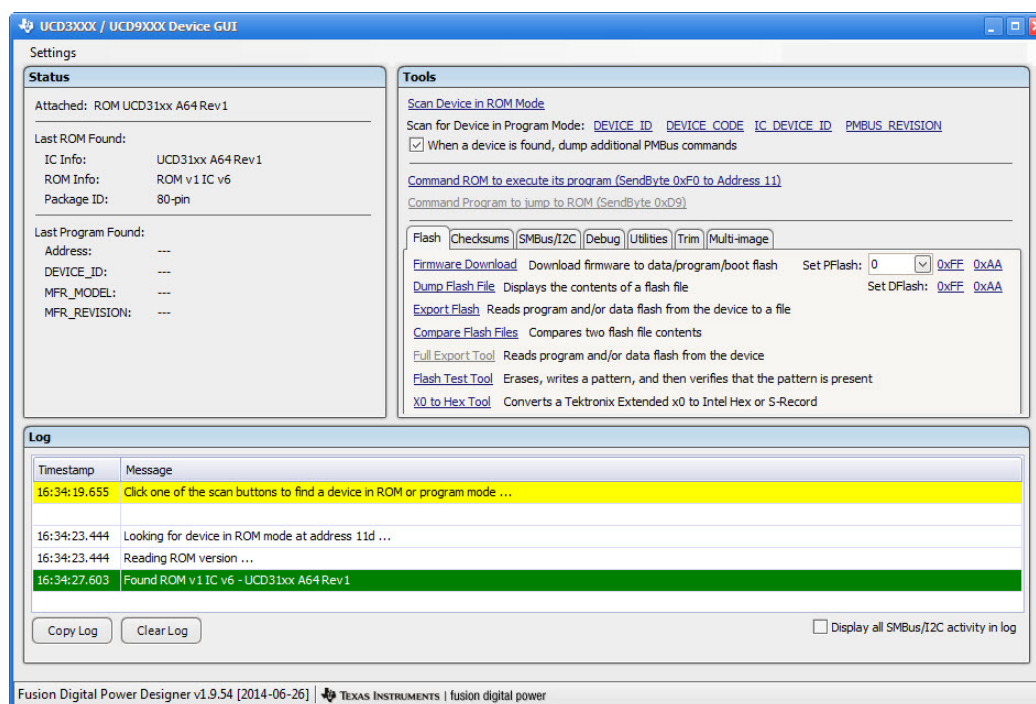 UCD3XXX / UCD9XXX Device GUI
Settings
Status
Attached: ROM UCD31xx A64 Rev1
Last ROM Found:
IC Info: UCD31xx A64 Rev1
ROM Info: ROM v1 IC v6
Package ID: 80-pin
Last Program Found:
Address: ---
DEVICE_ID: ---
MFR_MODEL: ---
MFR_REVISION: ---
Tools
Scan Device in ROM Mode
Scan for Device in Program Mode: DEVICE_ID DEVICE_CODE IC_DEVICE_ID PMBUS_REVISION
When a device is found, dump additional PMBus commands
Command ROM to execute its program (SendByte 0xF0 to Address 11)
Command Program to jump to ROM (SendByte 0xD9)
Flash Checksums SMBus/I2C Debug Utilities Trim Multi-image
Firmware Download Download firmware to data/program/boot flash Set PFlash: 0 0xFF 0xAA
Dump Flash File Displays the contents of a flash file Set DFlash: 0xFF 0xAA
Export Flash Reads program and/or data flash from the device to a file
Compare Flash Files Compares two flash file contents
Full Export Tool Reads program and/or data flash from the device
Flash Test Tool Erases, writes a pattern, and then verifies that the pattern is present
X0 to Hex Tool Converts a Tektronix Extended x0 to Intel Hex or S-Record
Log
Timestamp Message
16:34:19.655 Click one of the scan buttons to find a device in ROM or program mode ...
16:34:23.444 Looking for device in ROM mode at address 11d ...
16:34:23.444 Reading ROM version ...
16:34:27.603 Found ROM v1 IC v6 - UCD31xx A64 Rev1
Copy Log Clear Log Display all SMBus/I2C activity in log
Fusion Digital Power Designer v1.9.54 [2014-06-26] TEXAS INSTRUMENTS | fusion digital power